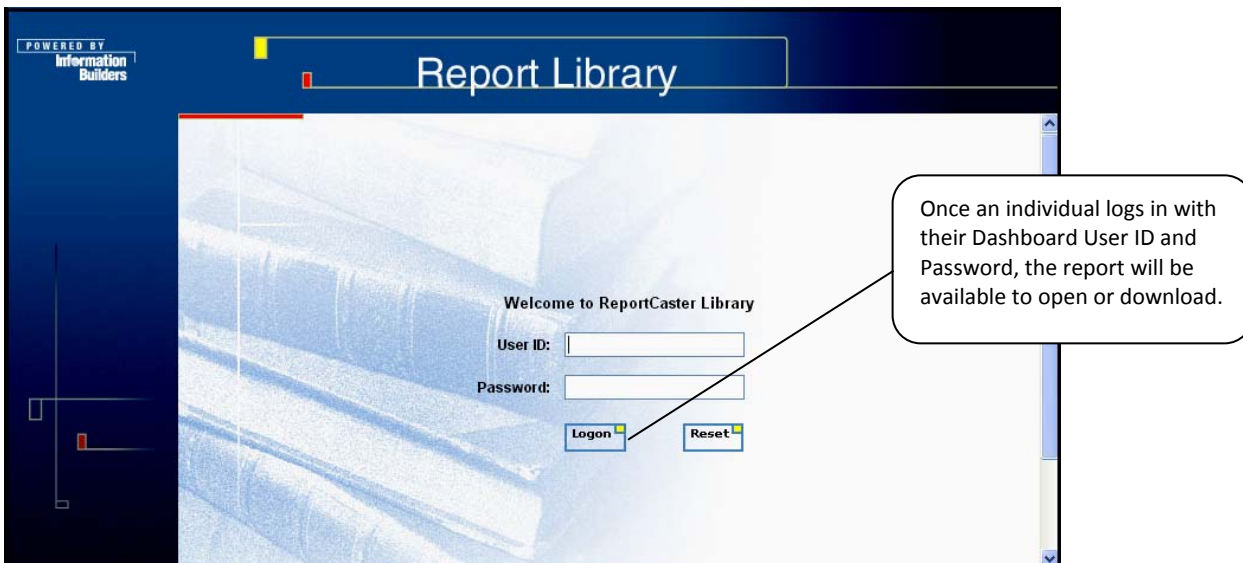 POWERED BY
Information
Builders
Report Library
Once an individual logs in with
their Dashboard User ID and
Password, the report will be
available to open or download.
Welcome to ReportCaster Library
User ID:
Password:
Logon
Reset